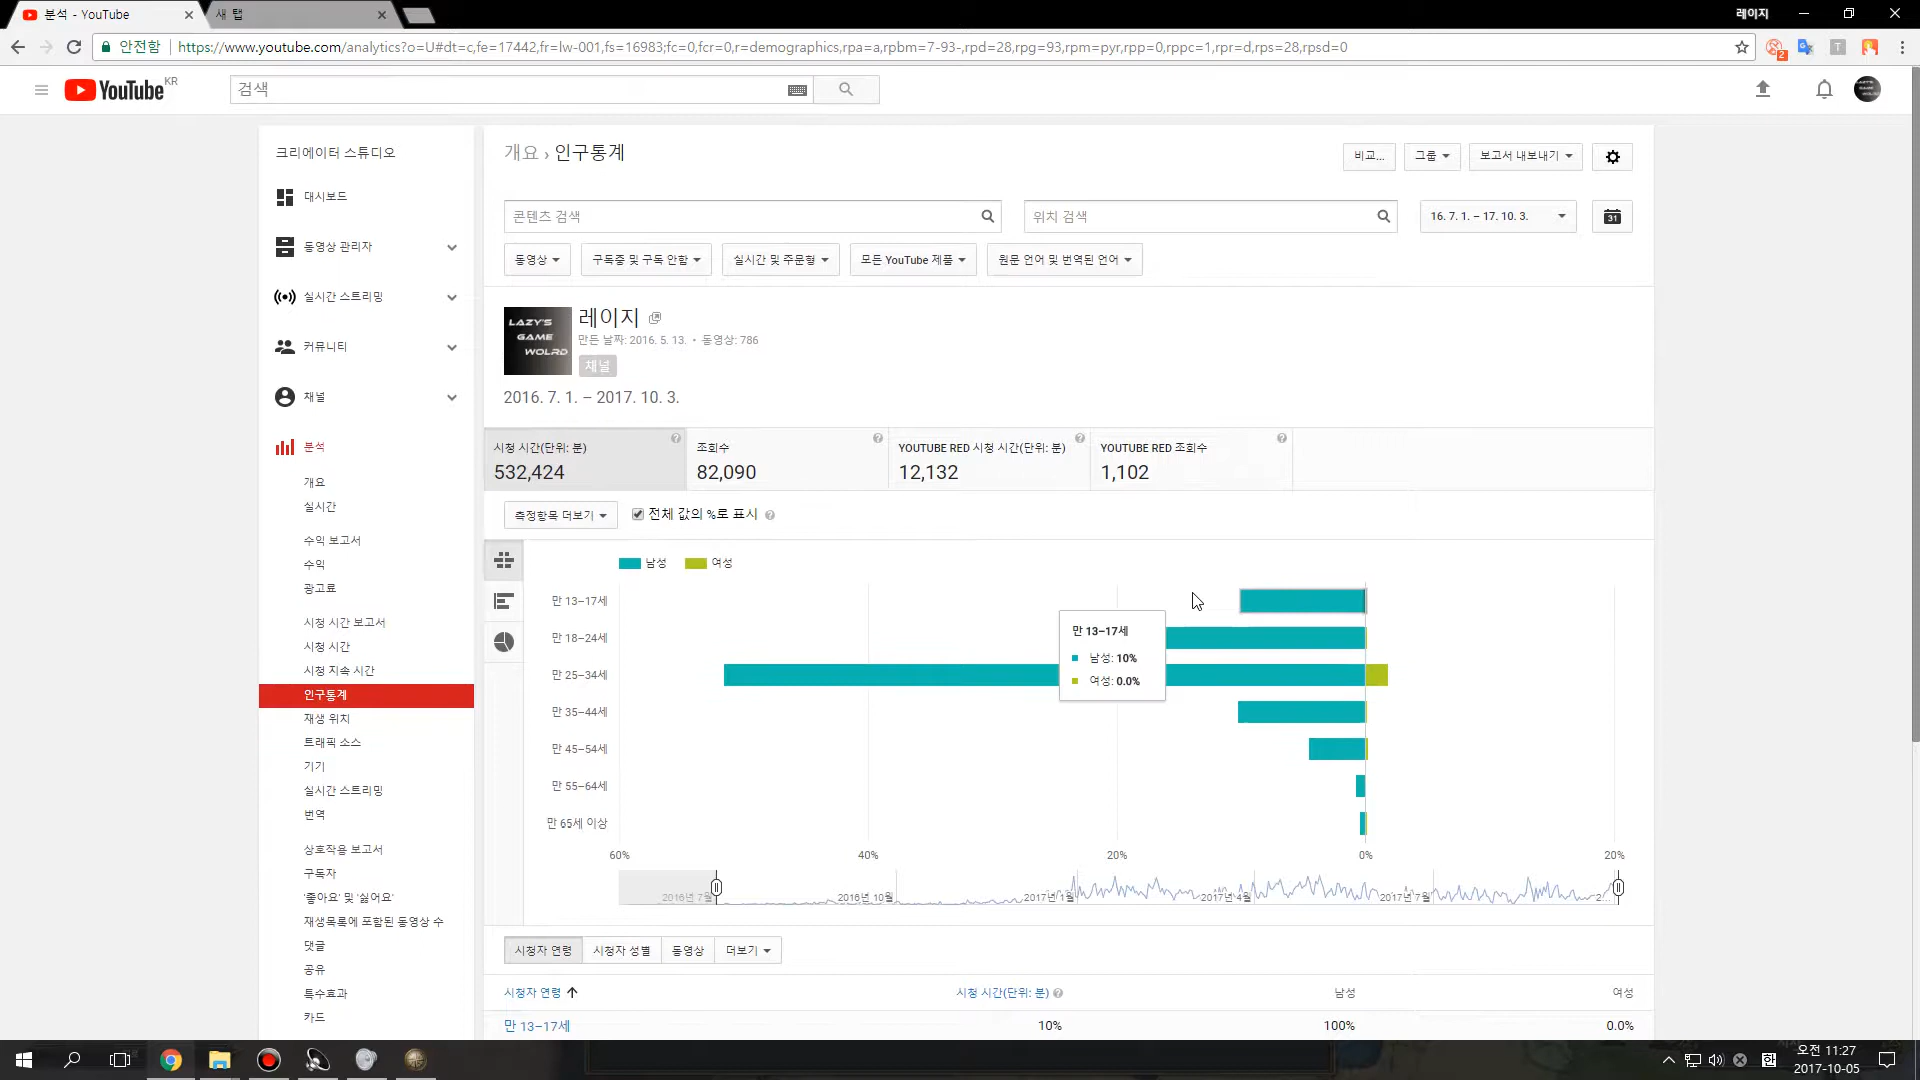 분석 - YouTube
새 탭
레이지
안전함
https://www.youtube.com/analytics?o=U#dt=c,fe=17442,fr=lw-001,fs=16983;fc=0,fcr=0,r=demographics,rpa=a,rpbm=7-93-,rpd=28,rpg=93,rpm=pyr,rpp=0,rppc=1,rpr=d,rps=28,rpsd=0
2
YouTube KR
검색
크리에이터 스튜디오
대시보드
동영상 관리자
실시간 스트리밍
커뮤니티
채널
분석
개요
실시간
수익 보고서
수익
광고료
시청 시간 보고서
시청 시간
시청 지속 시간
인구통계
재생 위치
트래픽 소스
기기
실시간 스트리밍
번역
상호작용 보고서
구독자
'좋아요' 및 '싫어요'
재생목록에 포함된 동영상 수
댓글
공유
특수효과
카드
개요 › 인구통계
비교...
그룹
보고서 내보내기
콘텐츠 검색
위치 검색
16. 7. 1. – 17. 10. 3.
31
동영상
구독중 및 구독 안함
실시간 및 주문형
모든 YouTube 제품
원문 언어 및 번역된 언어
LAZY'S
GAME
WOLRD
레이지
만든 날짜: 2016. 5. 13. • 동영상: 786
채널
2016. 7. 1. – 2017. 10. 3.
시청 시간(단위: 분)
532,424
조회수
82,090
YOUTUBE RED 시청 시간(단위: 분)
12,132
YOUTUBE RED 조회수
1,102
측정항목 더보기
전체 값의 %로 표시
남성
여성
만 13–17세
만 18–24세
만 25–34세
만 35–44세
만 45–54세
만 55–64세
만 65세 이상
만 13–17세
남성: 10%
여성: 0.0%
60%
40%
20%
0%
20%
2016년 7월
2016년 10월
2017년 1월
2017년 4월
2017년 7월
2...
시청자 연령
시청자 성별
동영상
더보기
시청자 연령
시청 시간(단위: 분)
남성
여성
만 13–17세
10%
100%
0.0%
한
오전 11:27
2017-10-05